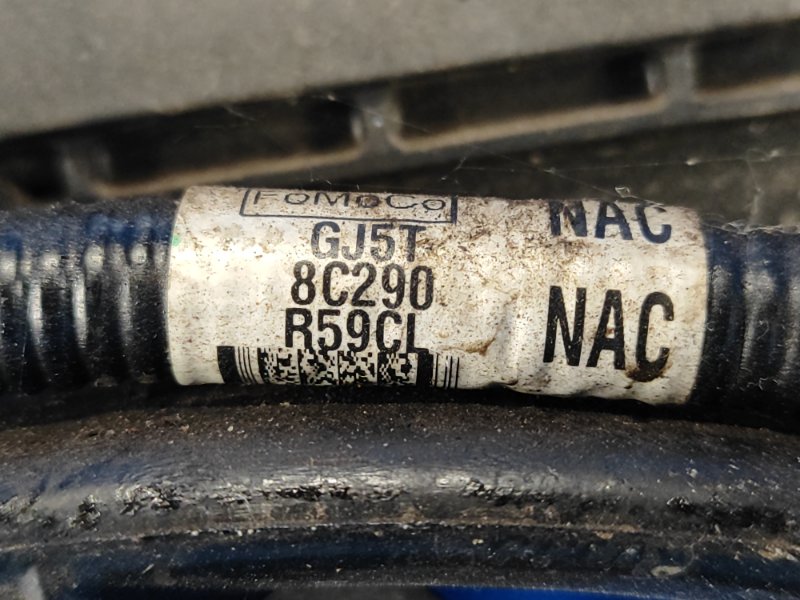 FoMoCo
GJ5T
8C290
R59CL
NAC
NAC